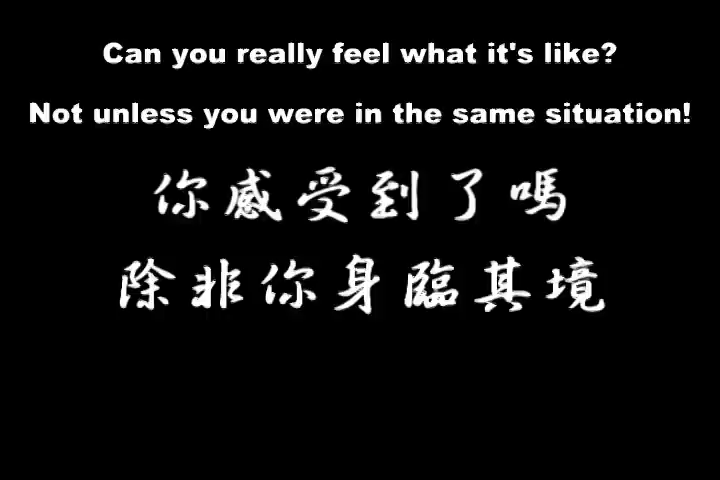 Can you really feel what it's like?
Not unless you were in the same situation!
你感受到了嗎
除非你身臨其境